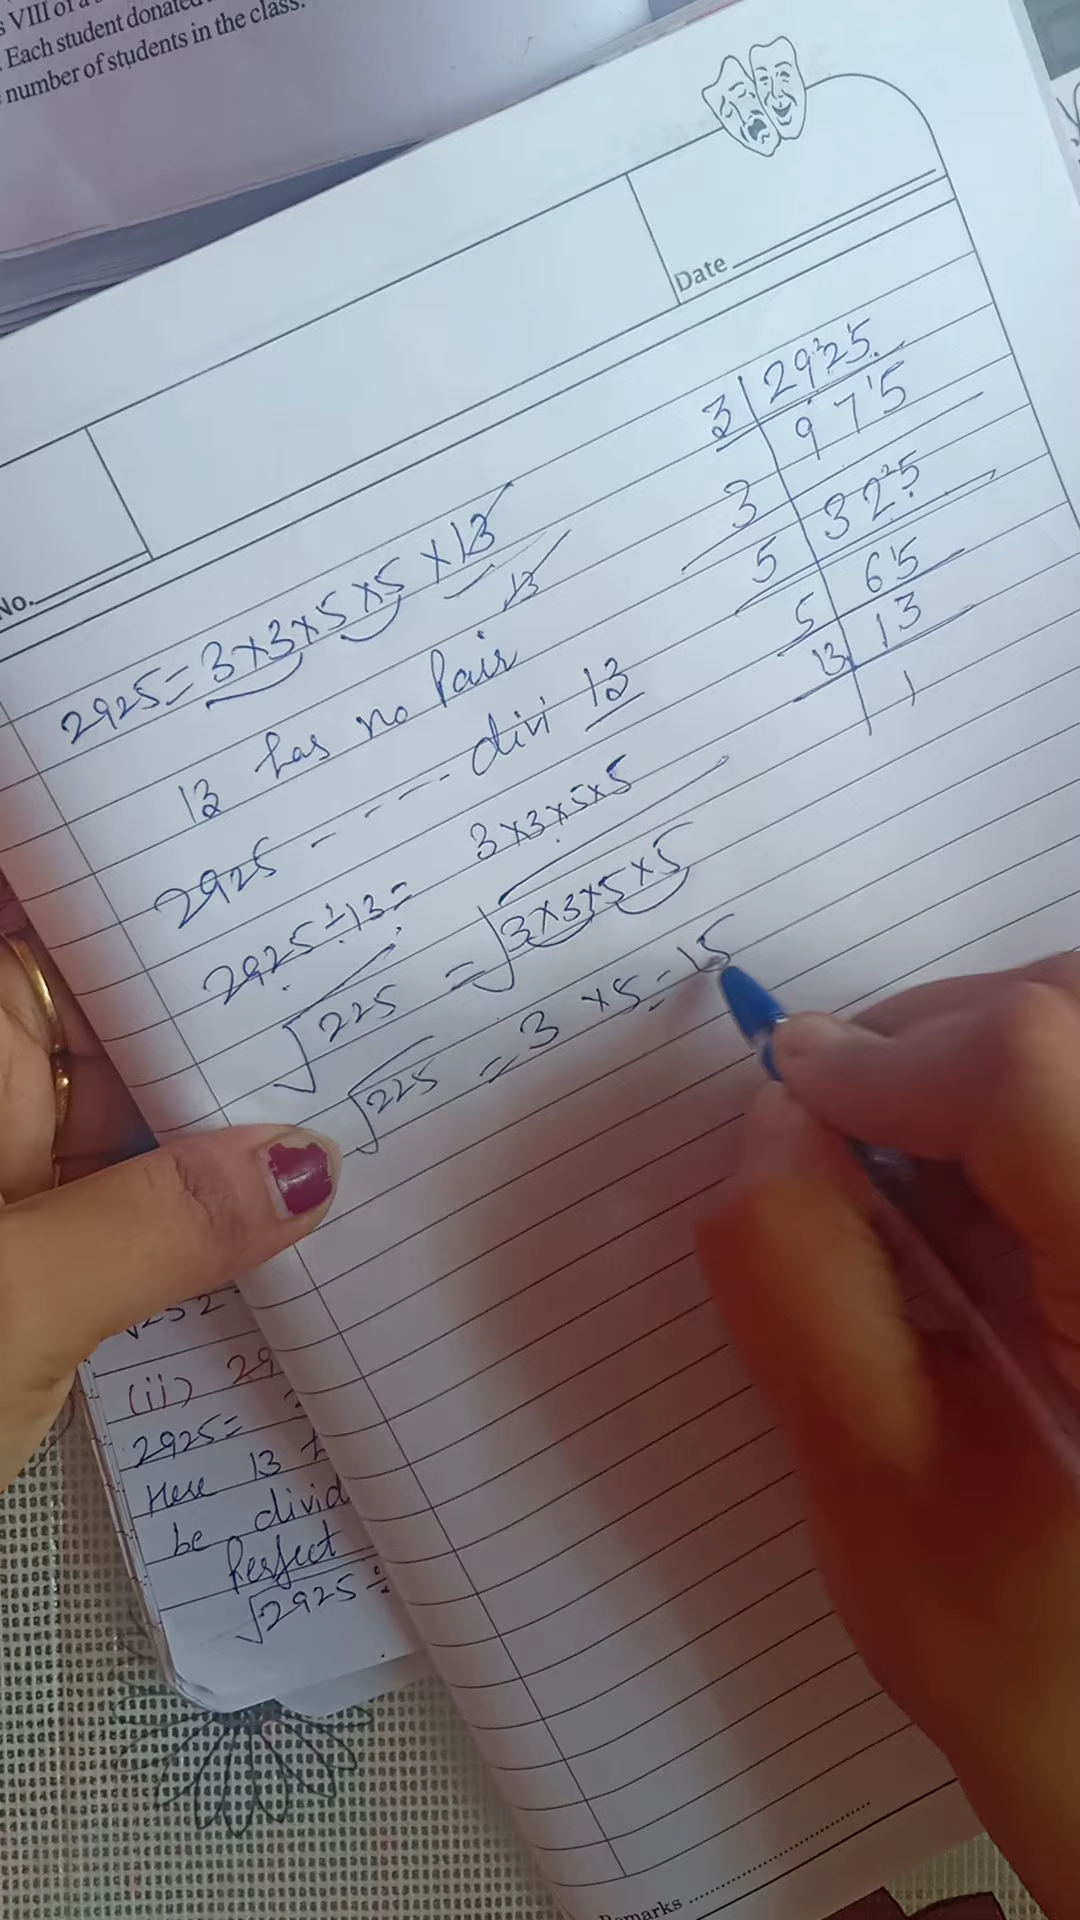 s VIII of a
. Each student donated
number of students in the class.
Date
No.
3 | 2925
3 | 975
5 | 325
5 | 65
13 | 13
1
2925 = 3×3×5×5×13
13
13 has no Pair
2925 - - - - divi 13
2925÷13= 3×3×5×5
√225 = √3×3×5×5
√225 = 3×5=15
√252
(ii) 29
2925=
Here 13
be divid
Perfect
√2925÷
Remarks